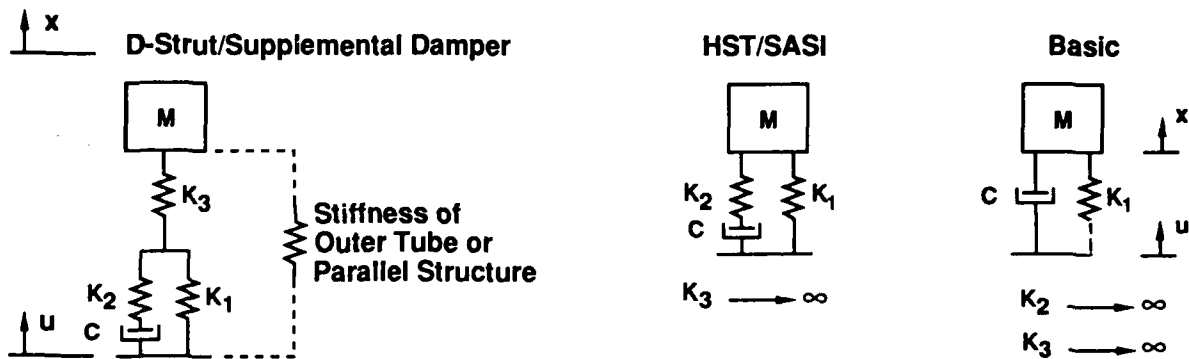 x
D-Strut/Supplemental Damper
HST/SASI
Basic
M
M
M
x
K3
K2
K1
C
K1
Stiffness of
Outer Tube or
Parallel Structure
C
u
K2
K1
C
u
K3 → ∞
K2 → ∞
K3 → ∞